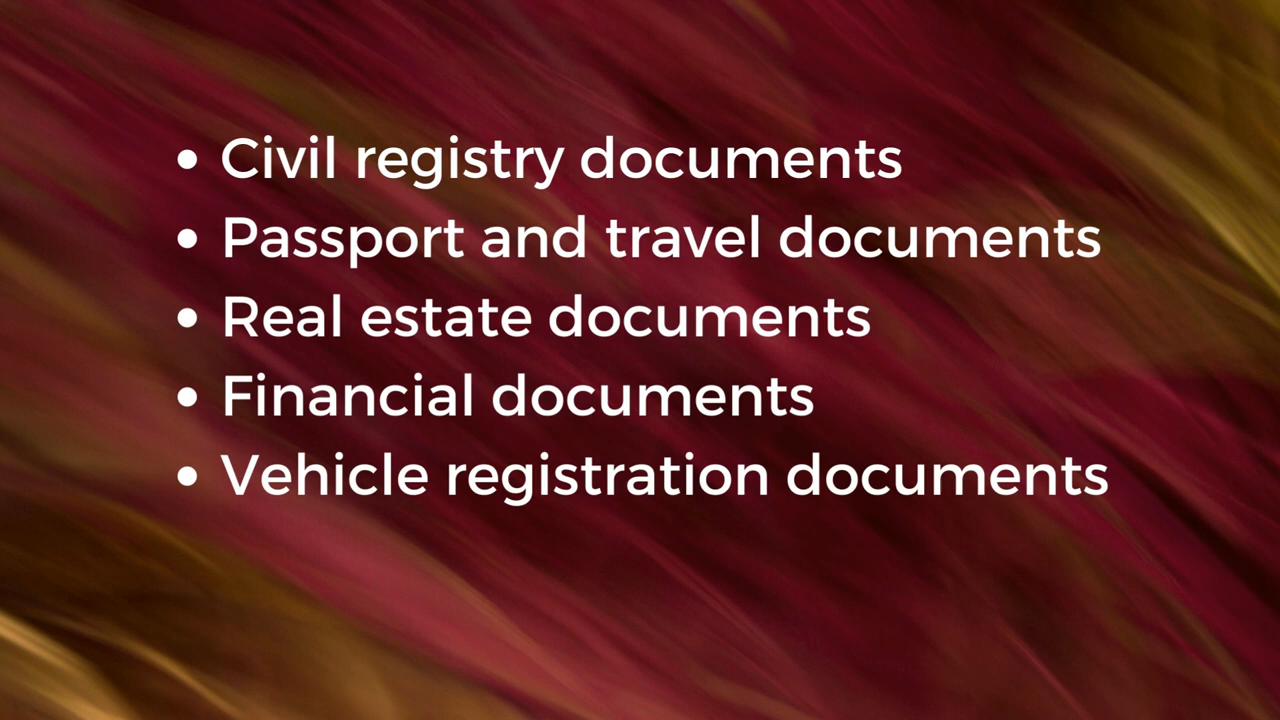 • Civil registry documents
• Passport and travel documents
• Real estate documents
• Financial documents
• Vehicle registration documents